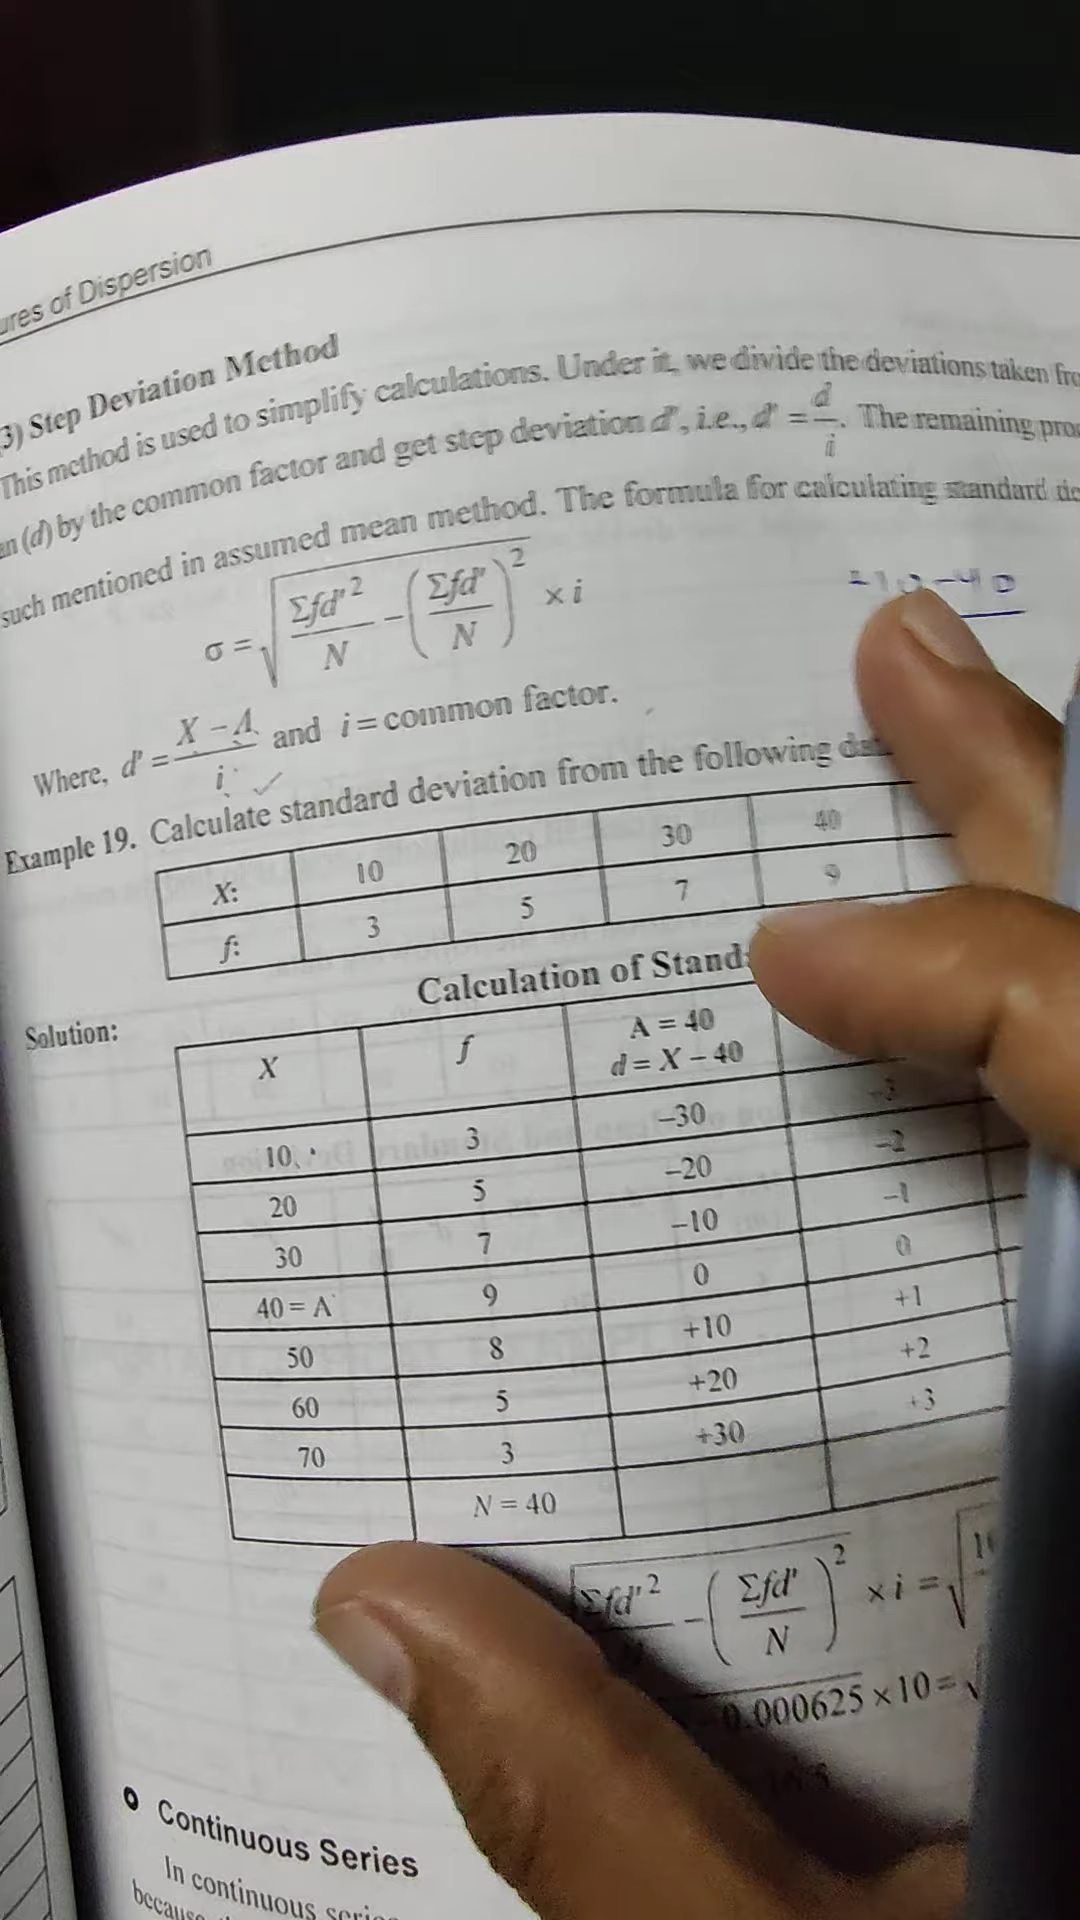 ures of Dispersion
3) Step Deviation Method
This method is used to simplify calculations. Under it, we divide the deviations taken fro
an (d) by the common factor and get step deviation d', i.e., d' = d/i. The remaining pro
such mentioned in assumed mean method. The formula for calculating standard de
σ = √(Σfd'²/N − (Σfd'/N)²) × i
Where, d' = X − A/i and i = common factor.
Example 19. Calculate standard deviation from the following da
X: 10 20 30 40
f: 3 5 7 9
Solution: Calculation of Stand
X f A = 40 d = X − 40
10 3 −30 −3
20 5 −20 −2
30 7 −10 −1
40 = A 9 0 0
50 8 +10 +1
60 5 +20 +2
70 3 +30 +3
N = 40
Σfd'² − (Σfd'/N)² × i = √
0.000625 × 10 = √
Continuous Series
In continuous